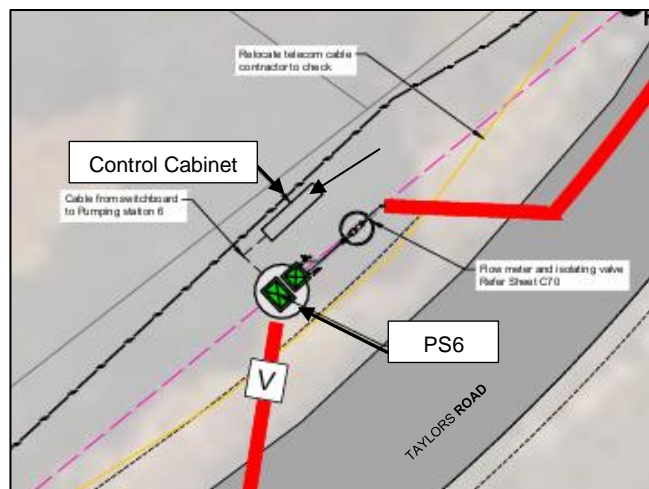 Relocate telecom cable
contractor to check
Control Cabinet
Cable from switchboard
to Pumping station 6
Flow meter and isolating valve
Refer Sheet C70
PS6
V
TAYLORS ROAD